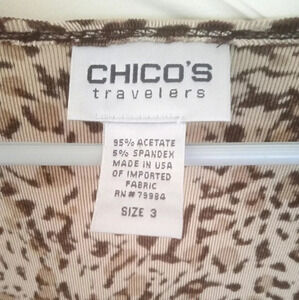 CHICO'S
travelers
95% ACETATE
5% SPANDEX
MADE IN USA
OF IMPORTED
FABRIC
RN# 79984
SIZE 3